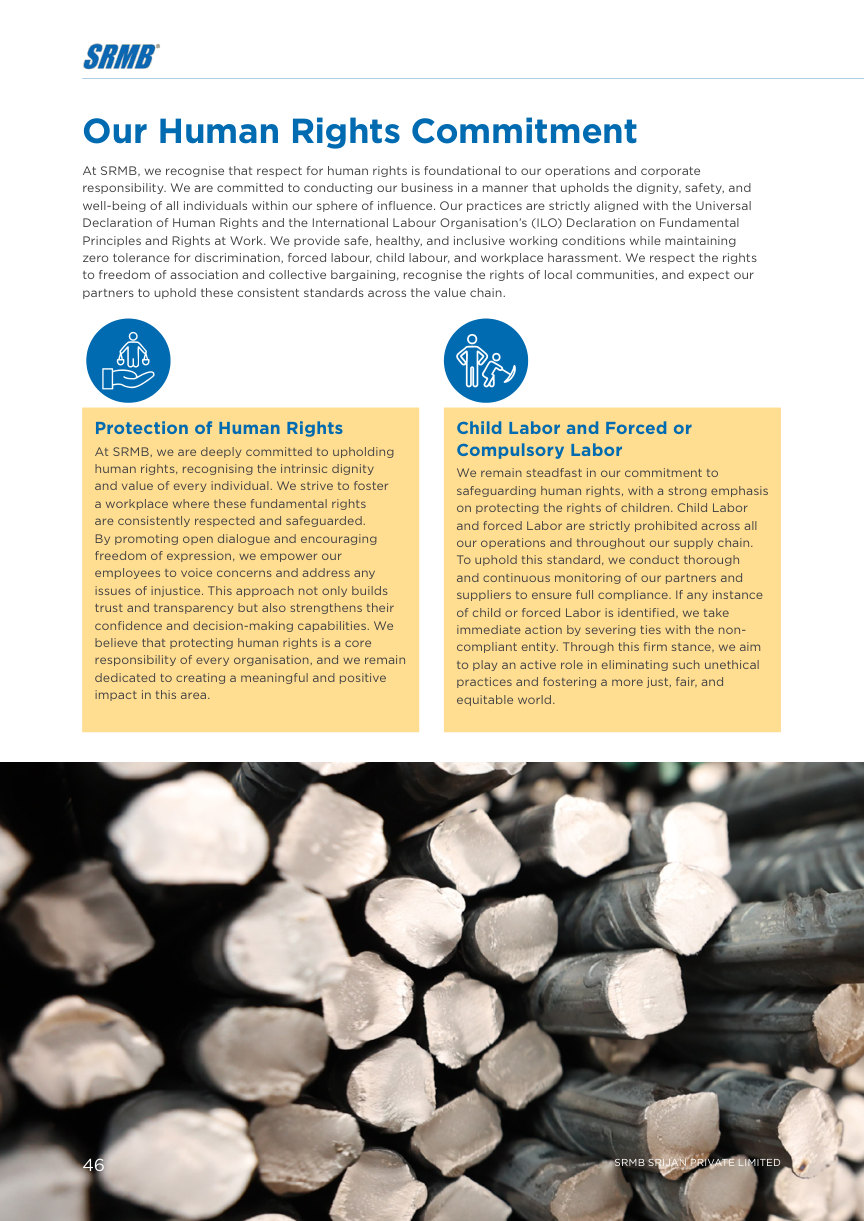 SRMB
Our Human Rights Commitment
At SRMB, we recognise that respect for human rights is foundational to our operations and corporate
responsibility. We are committed to conducting our business in a manner that upholds the dignity, safety, and
well-being of all individuals within our sphere of influence. Our practices are strictly aligned with the Universal
Declaration of Human Rights and the International Labour Organisation’s (ILO) Declaration on Fundamental
Principles and Rights at Work. We provide safe, healthy, and inclusive working conditions while maintaining
zero tolerance for discrimination, forced labour, child labour, and workplace harassment. We respect the rights
to freedom of association and collective bargaining, recognise the rights of local communities, and expect our
partners to uphold these consistent standards across the value chain.
Protection of Human Rights
At SRMB, we are deeply committed to upholding
human rights, recognising the intrinsic dignity
and value of every individual. We strive to foster
a workplace where these fundamental rights
are consistently respected and safeguarded.
By promoting open dialogue and encouraging
freedom of expression, we empower our
employees to voice concerns and address any
issues of injustice. This approach not only builds
trust and transparency but also strengthens their
confidence and decision-making capabilities. We
believe that protecting human rights is a core
responsibility of every organisation, and we remain
dedicated to creating a meaningful and positive
impact in this area.
Child Labor and Forced or
Compulsory Labor
We remain steadfast in our commitment to
safeguarding human rights, with a strong emphasis
on protecting the rights of children. Child Labor
and forced Labor are strictly prohibited across all
our operations and throughout our supply chain.
To uphold this standard, we conduct thorough
and continuous monitoring of our partners and
suppliers to ensure full compliance. If any instance
of child or forced Labor is identified, we take
immediate action by severing ties with the non-
compliant entity. Through this firm stance, we aim
to play an active role in eliminating such unethical
practices and fostering a more just, fair, and
equitable world.
46
SRMB SRIJAN PRIVATE LIMITED